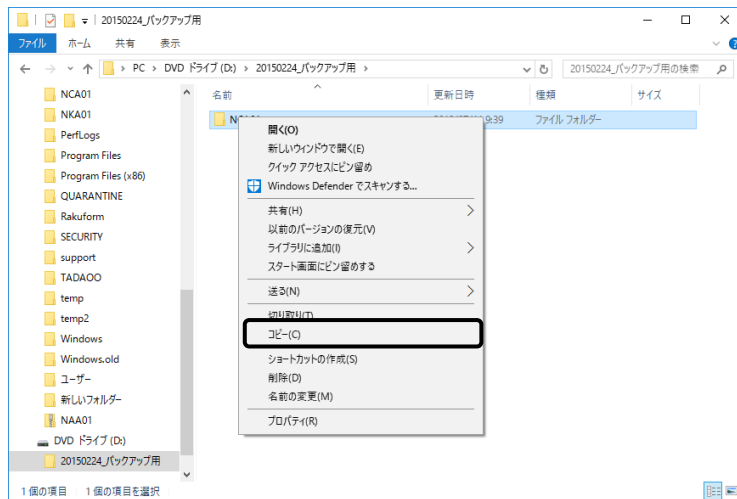 20150224_バックアップ用
ファイル ホーム 共有 表示
PC > DVD ドライブ (D:) > 20150224_バックアップ用 >
20150224_バックアップ用の検索
名前 更新日時 種類 サイズ
NCA01
NKA01
PerfLogs
Program Files
Program Files (x86)
QUARANTINE
Rakuform
SECURITY
support
TADAOO
temp
temp2
Windows
Windows.old
ユーザー
新しいフォルダー
NAA01
DVD ドライブ (D:)
20150224_バックアップ用
9:39 ファイル フォルダー
開く(O)
新しいウィンドウで開く(E)
クイック アクセスにピン留め
Windows Defender でスキャンする...
共有(H)
以前のバージョンの復元(V)
ライブラリに追加(I)
スタート画面にピン留めする
送る(N)
切り取り(T)
コピー(C)
ショートカットの作成(S)
削除(D)
名前の変更(M)
プロパティ(R)
1 個の項目 1 個の項目を選択